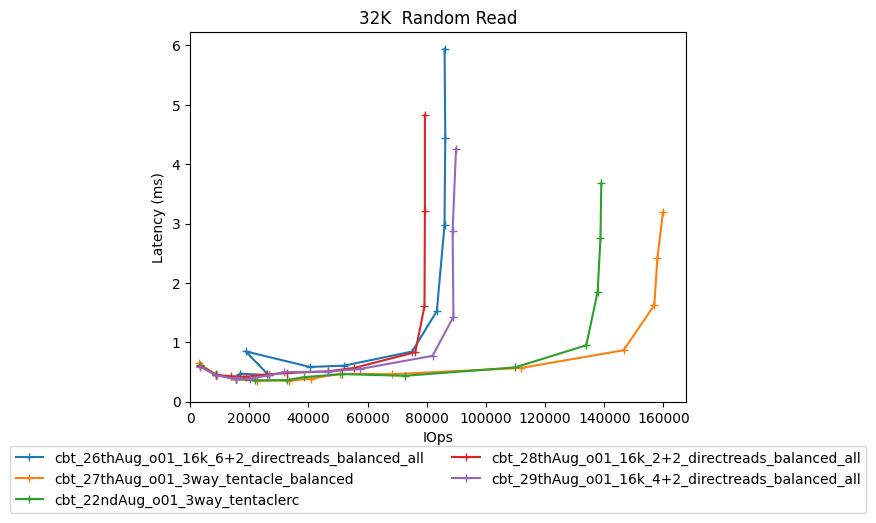 32K  Random Read
6
5
4
3
2
1
0
Latency (ms)
0 20000 40000 60000 80000 100000 120000 140000 160000
IOps
cbt_26thAug_o01_16k_6+2_directreads_balanced_all
cbt_27thAug_o01_3way_tentacle_balanced
cbt_22ndAug_o01_3way_tentaclerc
cbt_28thAug_o01_16k_2+2_directreads_balanced_all
cbt_29thAug_o01_16k_4+2_directreads_balanced_all